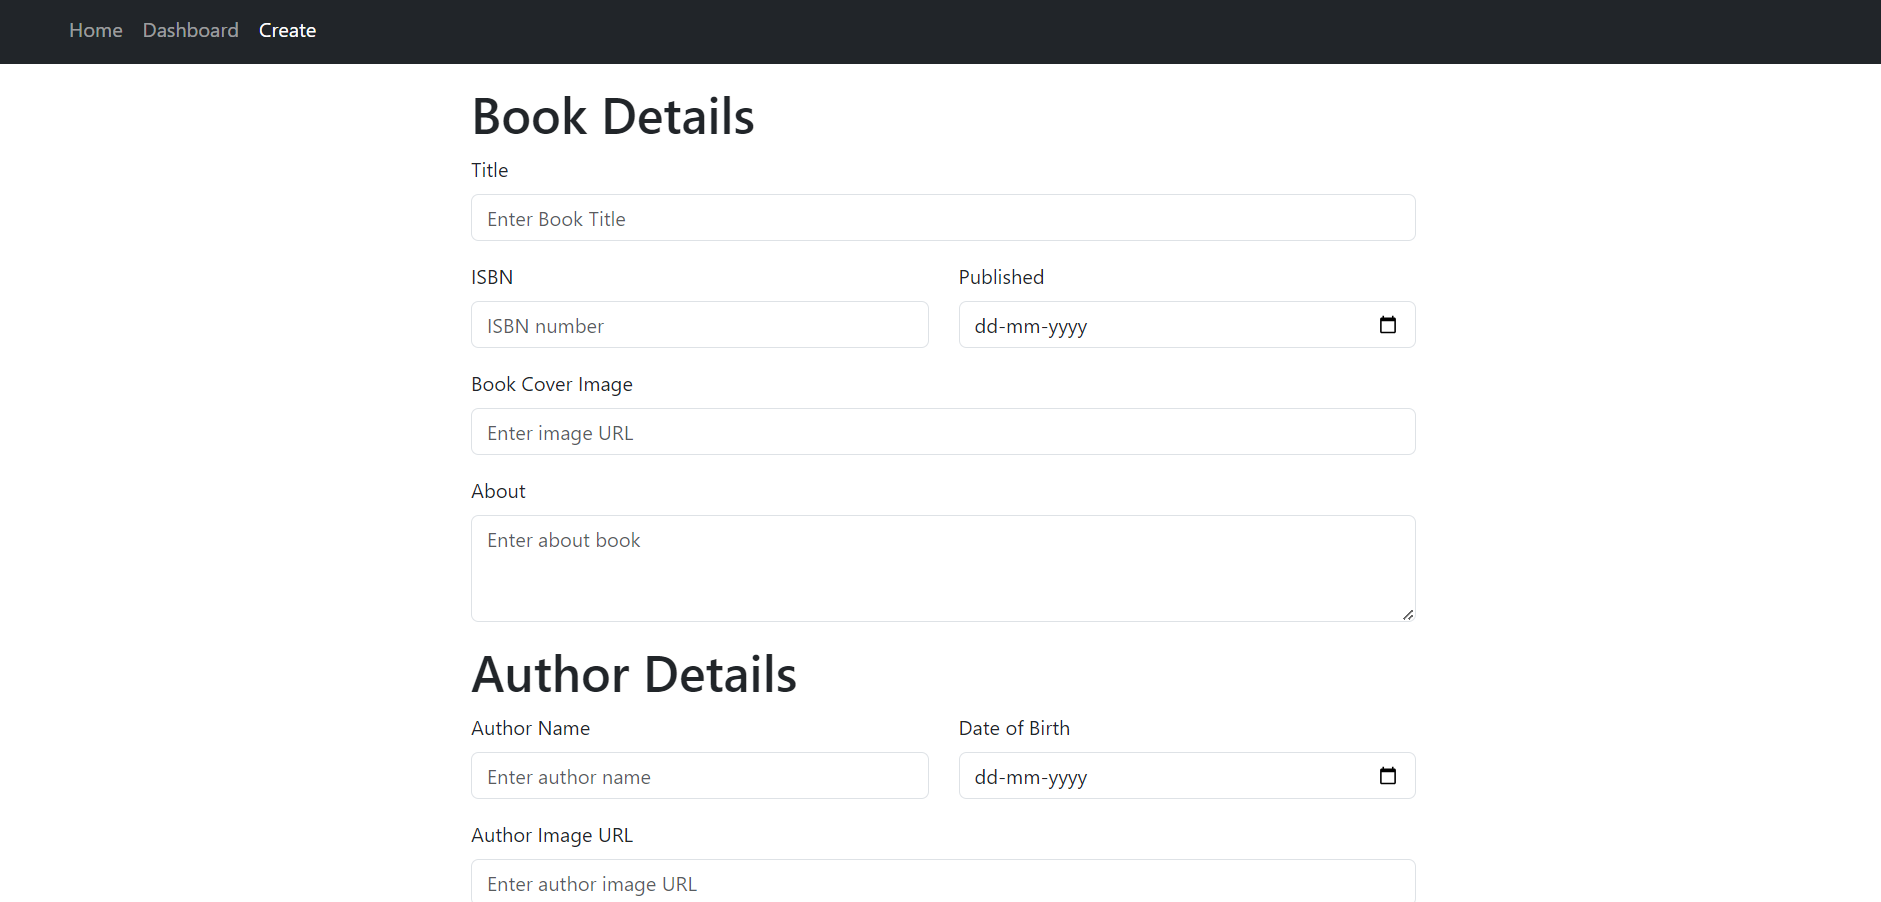 Home Dashboard Create
Book Details
Title
Enter Book Title
ISBN Published
ISBN number dd-mm-yyyy
Book Cover Image
Enter image URL
About
Enter about book
Author Details
Author Name Date of Birth
Enter author name dd-mm-yyyy
Author Image URL
Enter author image URL